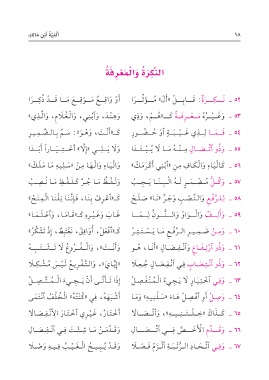 ٦٨ أَلْفِيَّةُ ابْنِ مَالِكٍ
النَّكِرَةُ وَالْمَعْرِفَةُ
٥٢ - نَكِرَةٌ: قَابِلُ «أَلْ» مُؤَثِّرَا أَوْ وَاقِعٌ مَوْقِعَ مَا قَدْ ذُكِرَا
٥٣ - وَغَيْرُهُ مَعْرِفَةٌ كَـ«هُمْ، وَذِي وَهِنْدَ، وَابْنِي، وَالْغُلَامِ، وَالَّذِي»
٥٤ - فَمَا لِذِي غَيْبَةٍ أَوْ حُضُورِ كَـ«أَنْتَ، وَهْوَ»: سَمِّ بِالضَّمِيرِ
٥٥ - وَذُو اتِّصَالٍ مِنْهُ مَا لَا يُبْتَدَا وَلَا يَلِي «إِلَّا» اخْتِيَاراً أَبَدَا
٥٦ - كَالْيَاءِ وَالْكَافِ مِنِ «ابْنِي أَكْرَمَكْ» وَالْيَاءِ وَالْهَا مِنْ «سَلِيهِ مَا مَلَكْ»
٥٧ - وَكُلُّ مُضْمَرٍ لَهُ الْبِنَا يَجِبْ وَلَفْظُ مَا جُرَّ كَلَفْظِ مَا نُصِبْ
٥٨ - لِلرَّفْعِ وَالنَّصْبِ وَجَرٍّ «نَا» صَلَحْ كَـ«اعْرِفْ بِنَا، فَإِنَّنَا نِلْنَا الْمِنَحْ»
٥٩ - وَأَلِفٌ وَالْوَاوُ وَالنُّونُ لِمَا غَابَ وَغَيْرِهِ كَـ«قَامَا، وَاعْلَمَا»
٦٠ - وَمِنْ ضَمِيرِ الرَّفْعِ مَا يَسْتَتِرُ كَـ«افْعَلْ، أُوَافِقْ، نَغْتَبِطْ، إِذْ تَشْكُرُ»
٦١ - وَذُو ارْتِفَاعٍ وَانْفِصَالٍ «أَنَا، هُو وَأَنْتَ»، وَالْفُرُوعُ لَا تَشْتَبِهُ
٦٢ - وَذُو انْتِصَابٍ فِي انْفِصَالٍ جُعِلَا «إِيَّايَ»، وَالتَّفْرِيعُ لَيْسَ مُشْكِلَا
٦٣ - وَفِي اخْتِيَارٍ لَا يَجِيءُ الْمُنْفَصِلْ إِذَا تَأَتَّى أَنْ يَجِيءَ الْمُتَّصِلْ
٦٤ - وَصِلْ أَوِ افْصِلْ هَاءَ «سَلْنِيهِ» وَمَا أَشْبَهَهُ، فِي «كُنْتُهُ» الْخُلْفُ انْتَمَى
٦٥ - كَذَاكَ «خِلْتَنِيهِ»، وَاتِّصَالَا أَخْتَارُ، غَيْرِي اخْتَارَ الِانْفِصَالَا
٦٦ - وَقَدِّمِ الْأَخَصَّ فِي اتِّصَالِ وَقَدِّمَنْ مَا شِئْتَ فِي انْفِصَالِ
٦٧ - وَفِي اتِّحَادِ الرُّتْبَةِ الْزَمْ فَصْلَا وَقَدْ يُبِيحُ الْغَيْبُ فِيهِ وَصْلَا